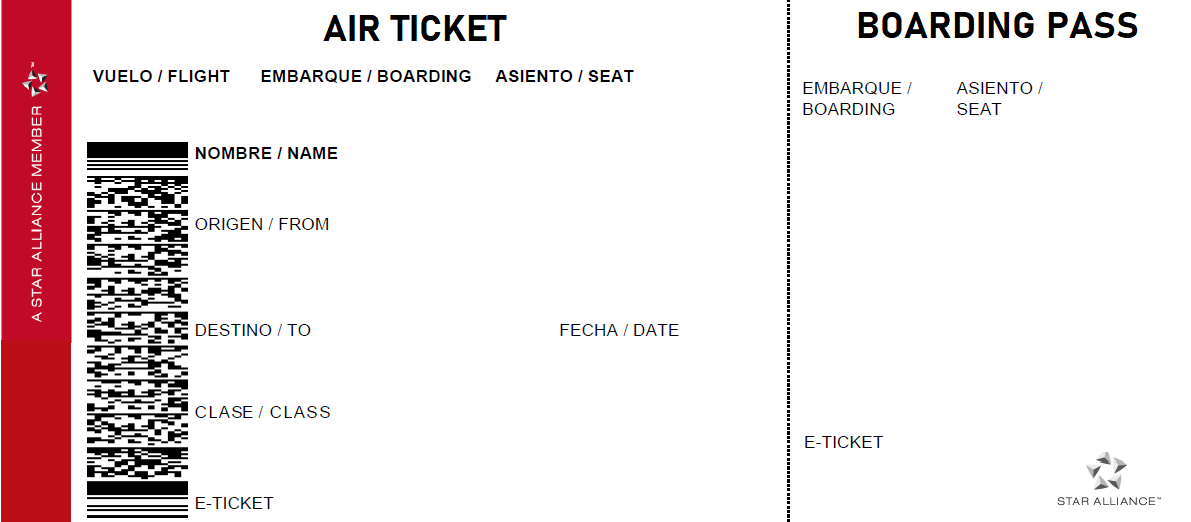 AIR TICKET
VUELO / FLIGHT EMBARQUE / BOARDING ASIENTO / SEAT
A STAR ALLIANCE MEMBER ™
NOMBRE / NAME
ORIGEN / FROM
DESTINO / TO FECHA / DATE
CLASE / CLASS
E-TICKET
BOARDING PASS
EMBARQUE / BOARDING
ASIENTO / SEAT
E-TICKET
STAR ALLIANCE™